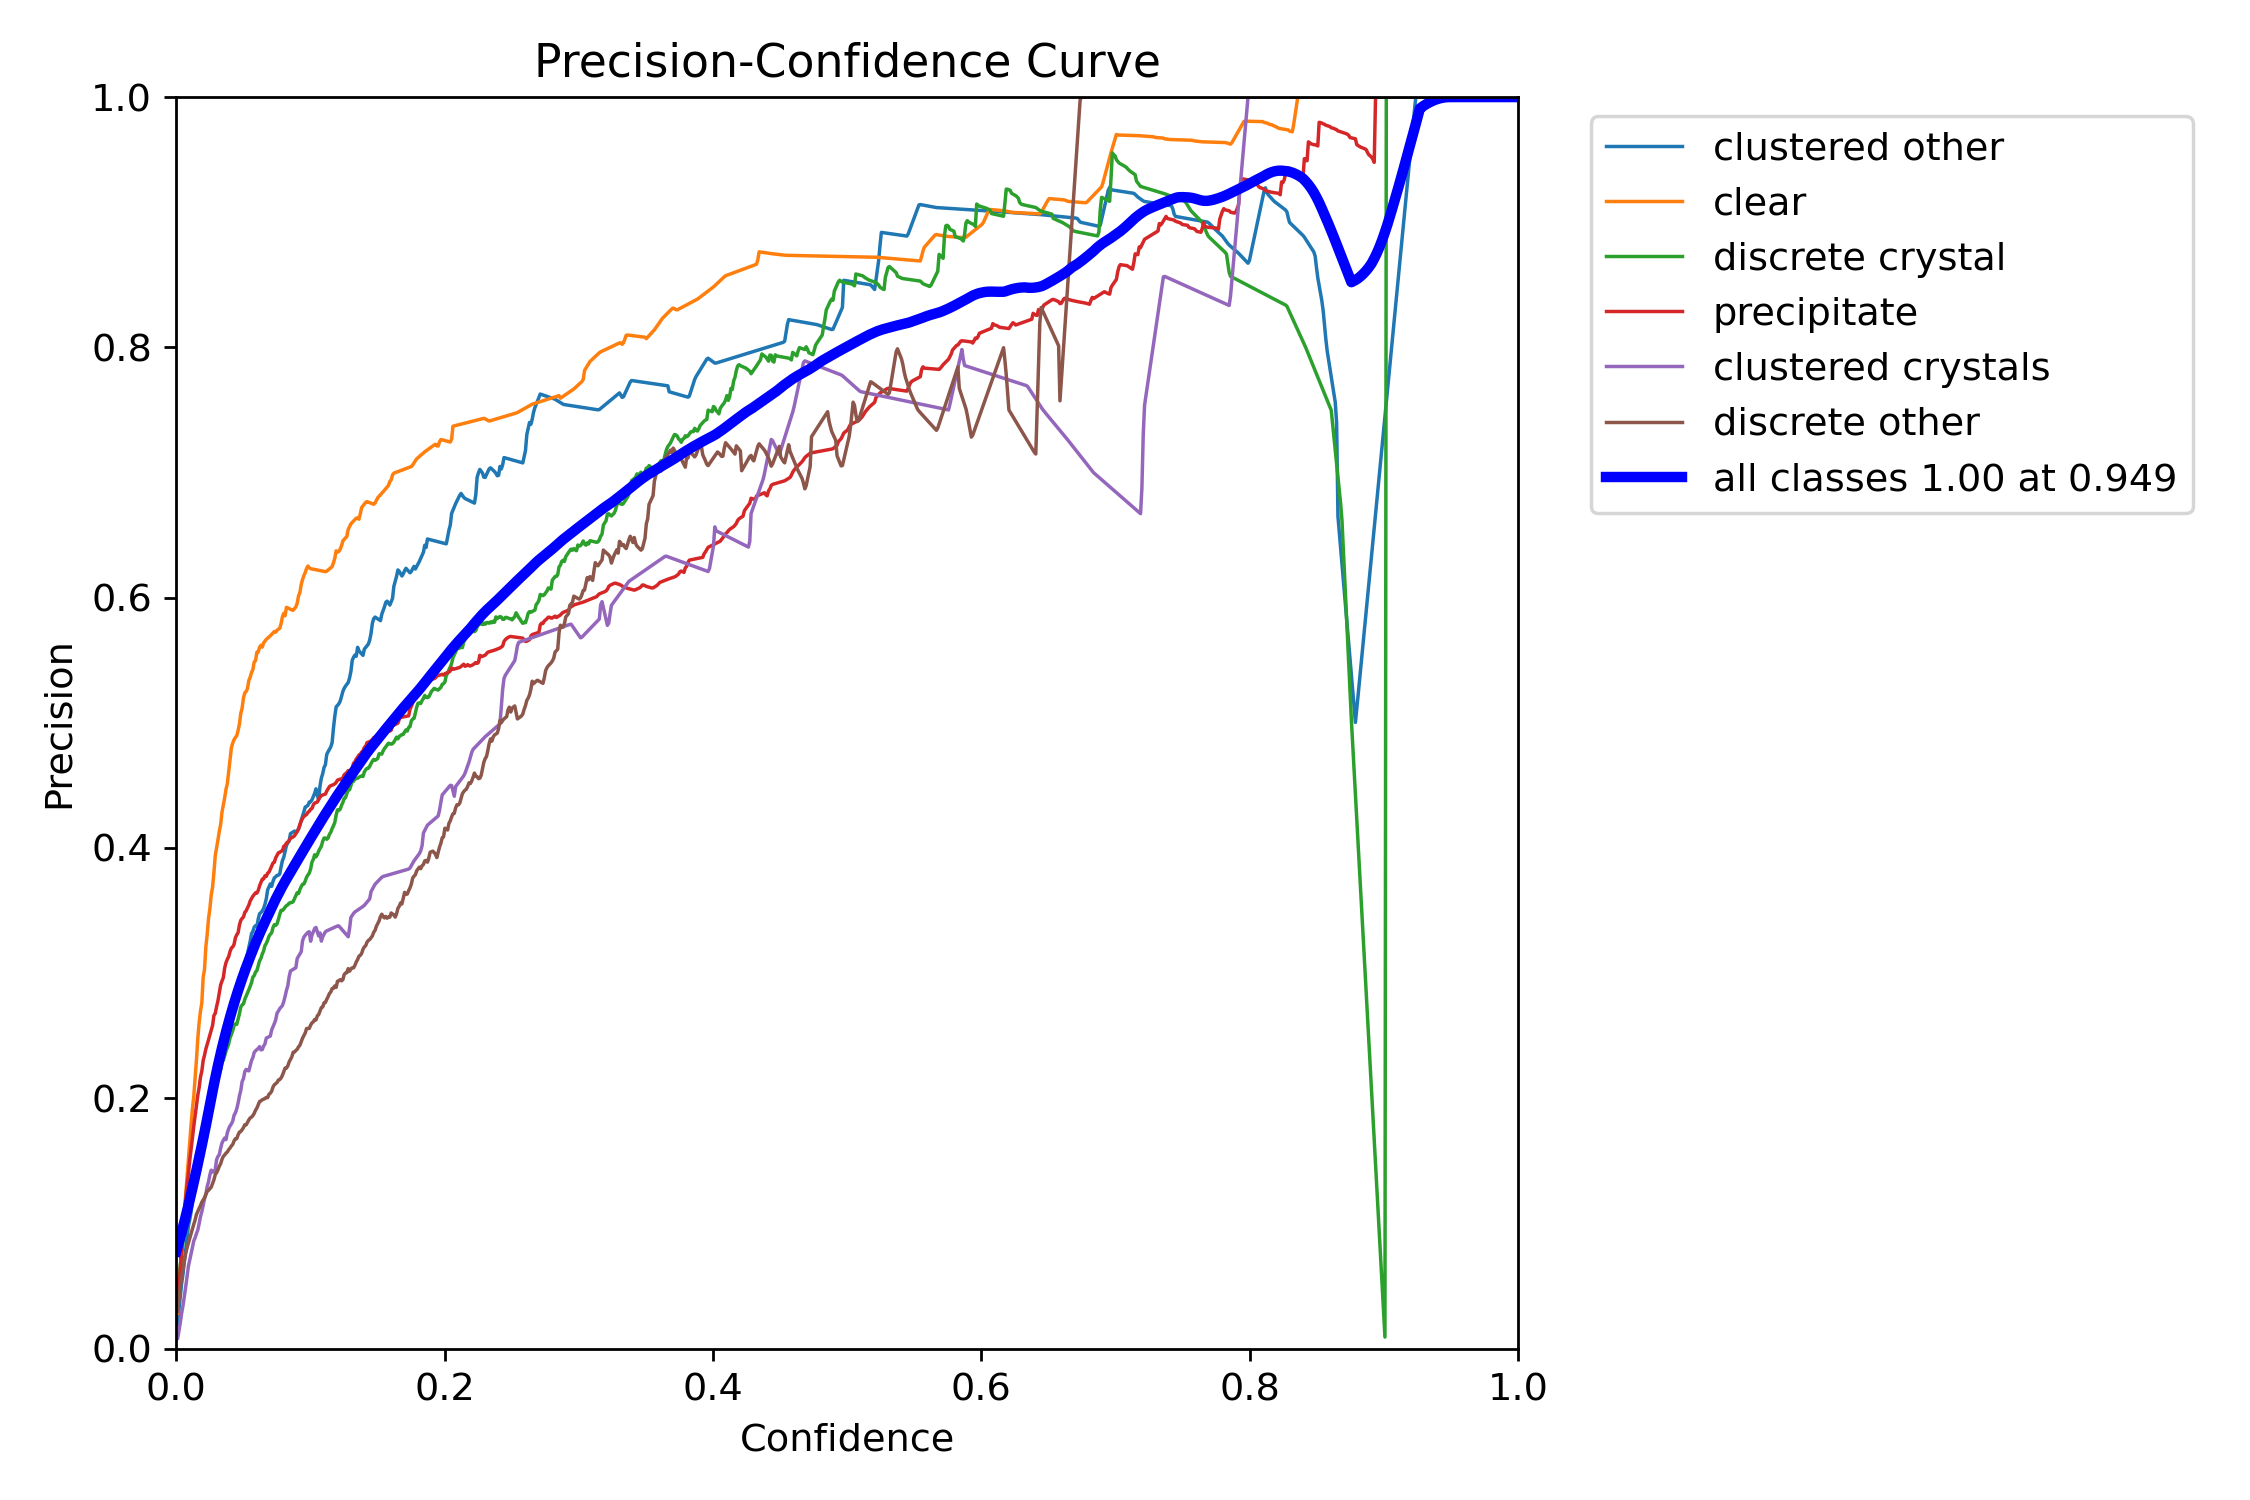 Precision-Confidence Curve
1.0
0.8
0.6
0.4
0.2
0.0
Precision
0.0 0.2 0.4 0.6 0.8 1.0
Confidence
clustered other
clear
discrete crystal
precipitate
clustered crystals
discrete other
all classes 1.00 at 0.949